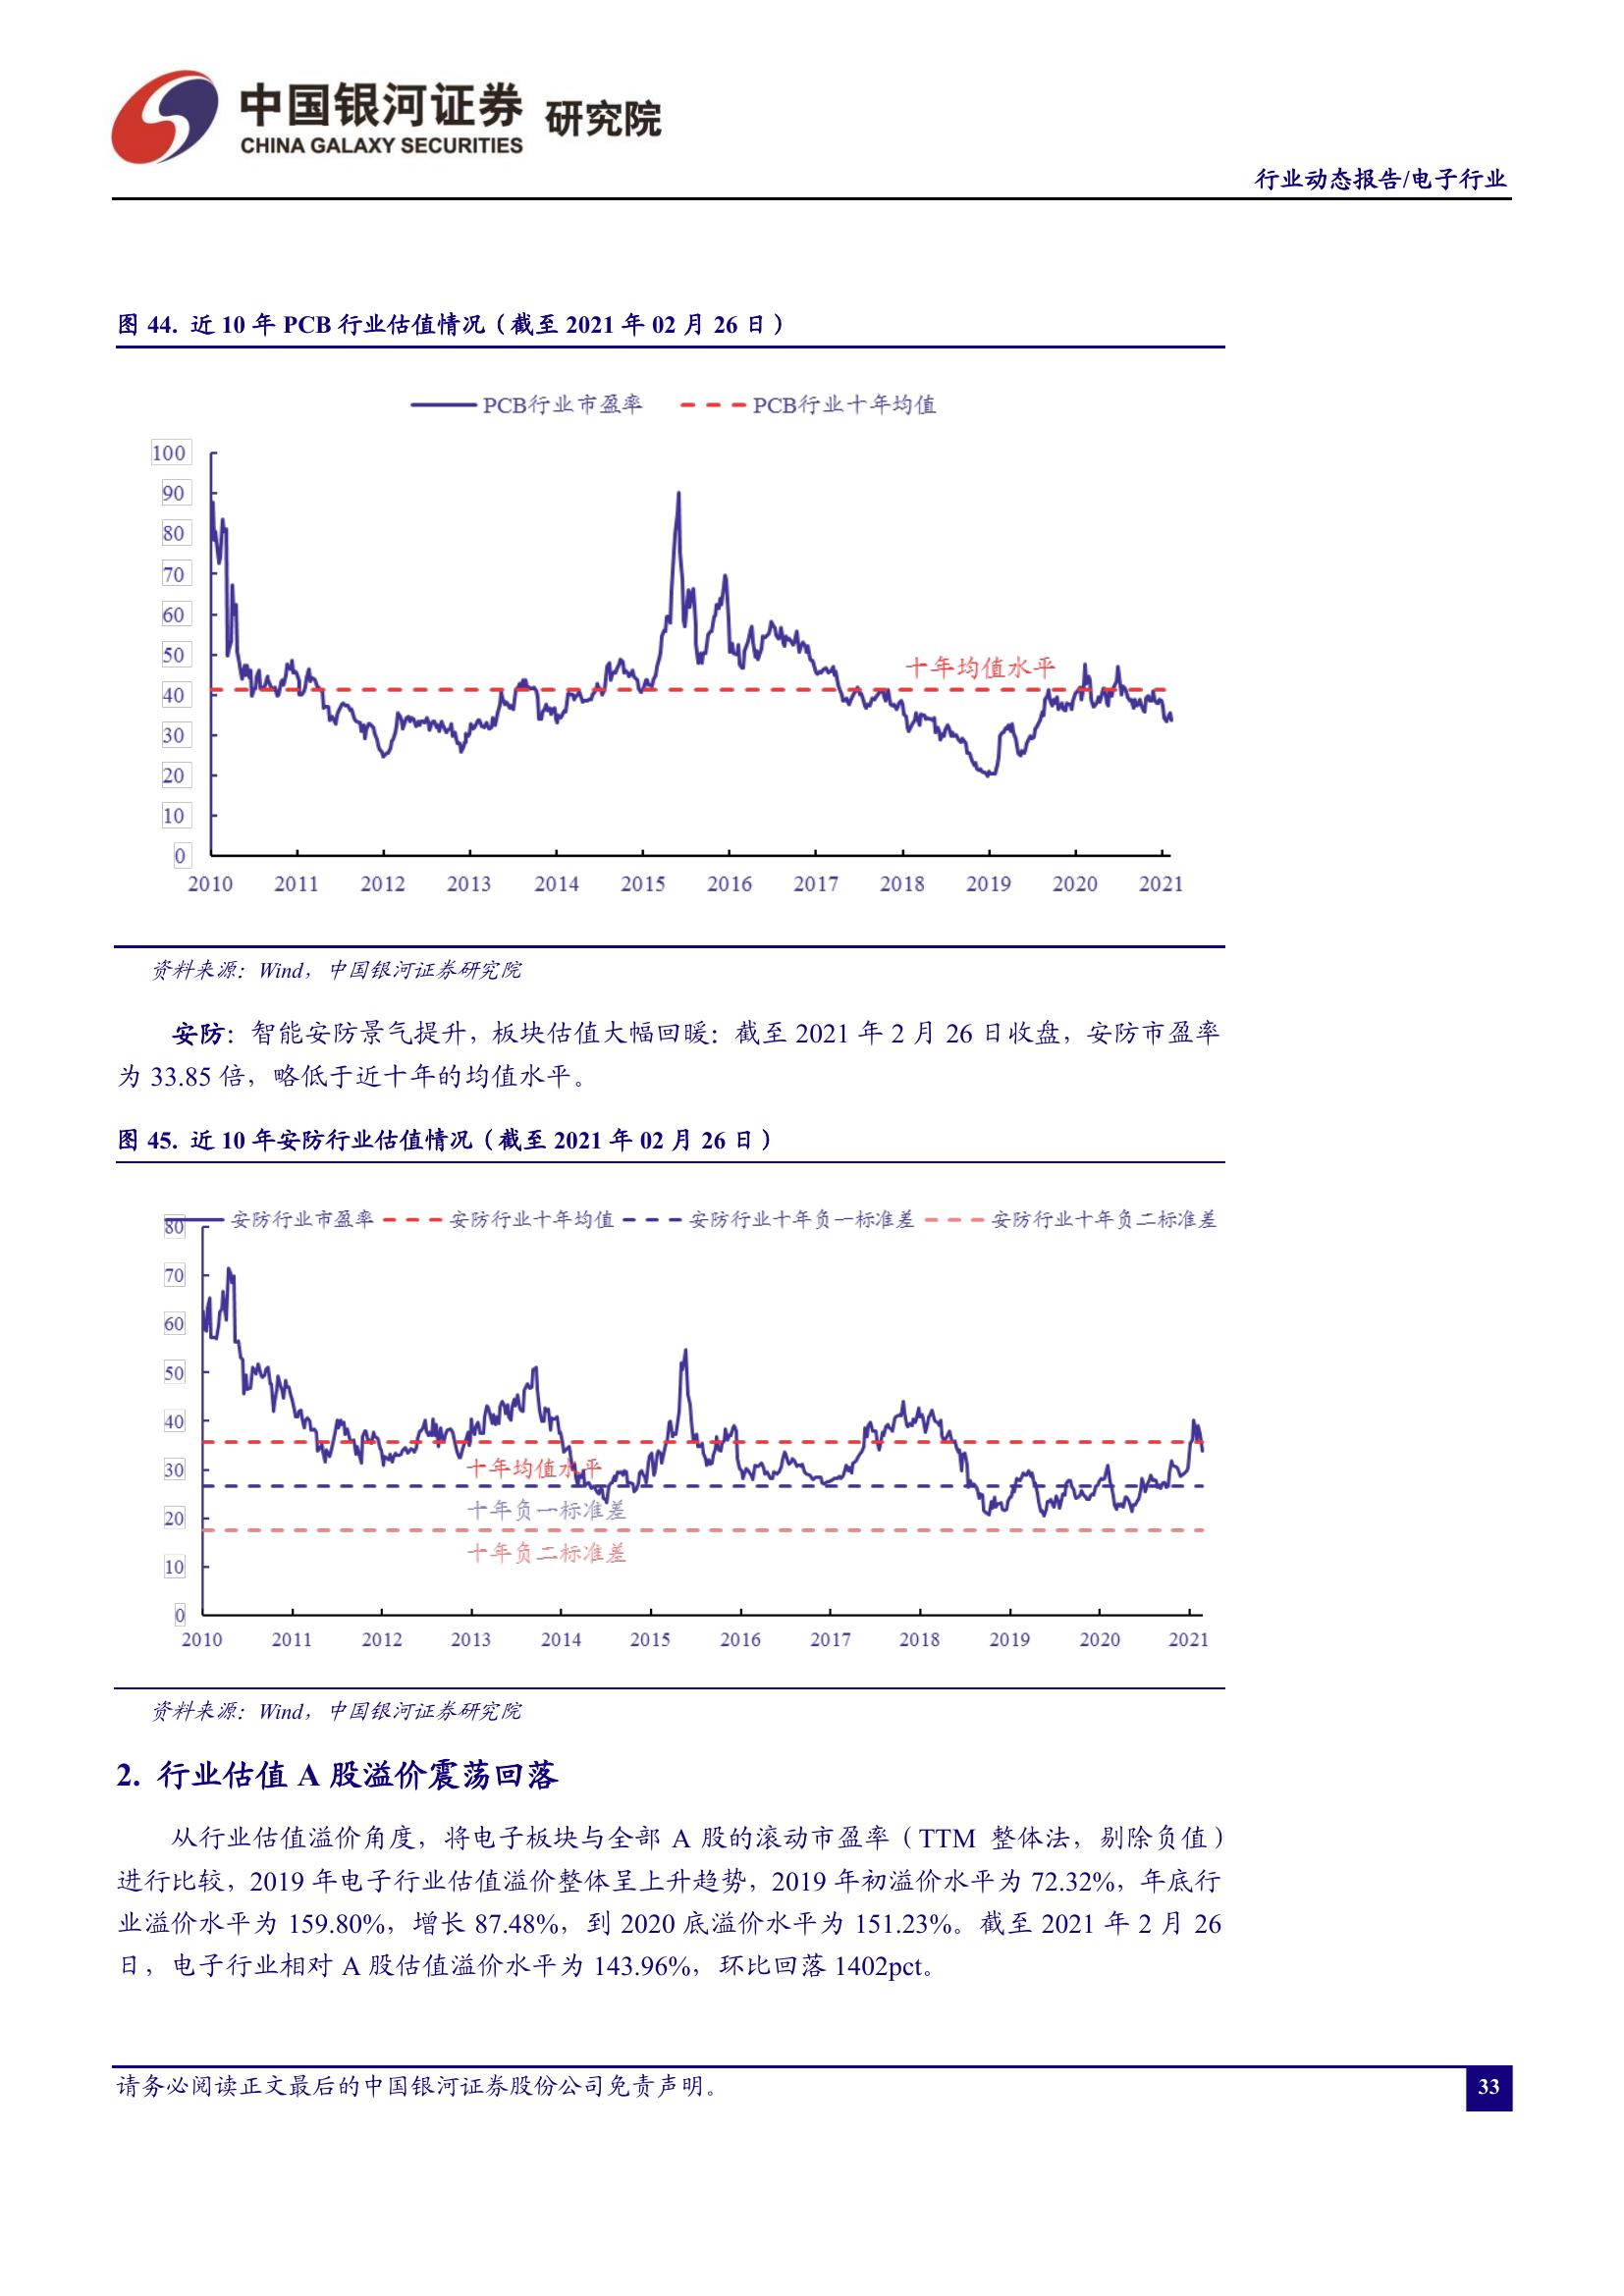 中国银河证券 研究院
CHINA GALAXY SECURITIES
行业动态报告/电子行业
图 44. 近 10 年 PCB 行业估值情况（截至 2021 年 02 月 26 日）
PCB行业市盈率 PCB行业十年均值
100
90
80
70
60
50
十年均值水平
40
30
20
10
0
2010 2011 2012 2013 2014 2015 2016 2017 2018 2019 2020 2021
资料来源：Wind，中国银河证券研究院
安防：智能安防景气提升，板块估值大幅回暖：截至 2021 年 2 月 26 日收盘，安防市盈率
为 33.85 倍，略低于近十年的均值水平。
图 45. 近 10 年安防行业估值情况（截至 2021 年 02 月 26 日）
安防行业市盈率 安防行业十年均值 安防行业十年负一标准差 安防行业十年负二标准差
80
70
60
50
40
30
十年均值水平
十年负一标准差
20
十年负二标准差
10
0
2010 2011 2012 2013 2014 2015 2016 2017 2018 2019 2020 2021
资料来源：Wind，中国银河证券研究院
2. 行业估值 A 股溢价震荡回落
从行业估值溢价角度，将电子板块与全部 A 股的滚动市盈率（TTM 整体法，剔除负值）
进行比较，2019 年电子行业估值溢价整体呈上升趋势，2019 年初溢价水平为 72.32%，年底行
业溢价水平为 159.80%，增长 87.48%，到 2020 底溢价水平为 151.23%。截至 2021 年 2 月 26
日，电子行业相对 A 股估值溢价水平为 143.96%，环比回落 1402pct。
请务必阅读正文最后的中国银河证券股份公司免责声明。
33